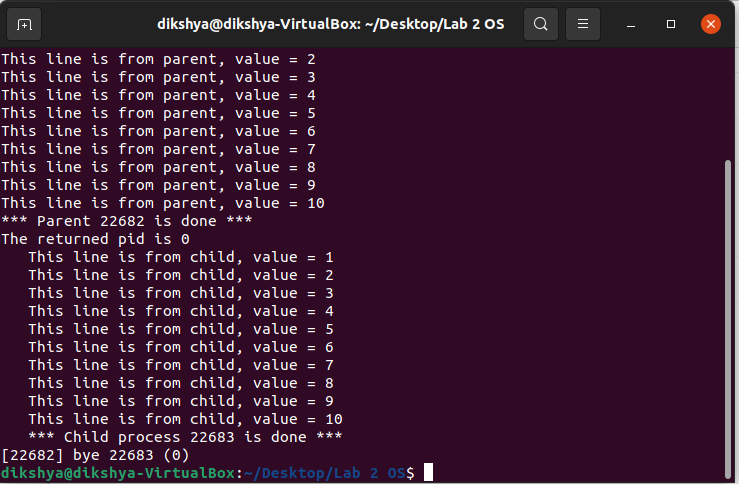 dikshya@dikshya-VirtualBox: ~/Desktop/Lab 2 OS
This line is from parent, value = 2
This line is from parent, value = 3
This line is from parent, value = 4
This line is from parent, value = 5
This line is from parent, value = 6
This line is from parent, value = 7
This line is from parent, value = 8
This line is from parent, value = 9
This line is from parent, value = 10
*** Parent 22682 is done ***
The returned pid is 0
   This line is from child, value = 1
   This line is from child, value = 2
   This line is from child, value = 3
   This line is from child, value = 4
   This line is from child, value = 5
   This line is from child, value = 6
   This line is from child, value = 7
   This line is from child, value = 8
   This line is from child, value = 9
   This line is from child, value = 10
   *** Child process 22683 is done ***
[22682] bye 22683 (0)
dikshya@dikshya-VirtualBox:~/Desktop/Lab 2 OS$